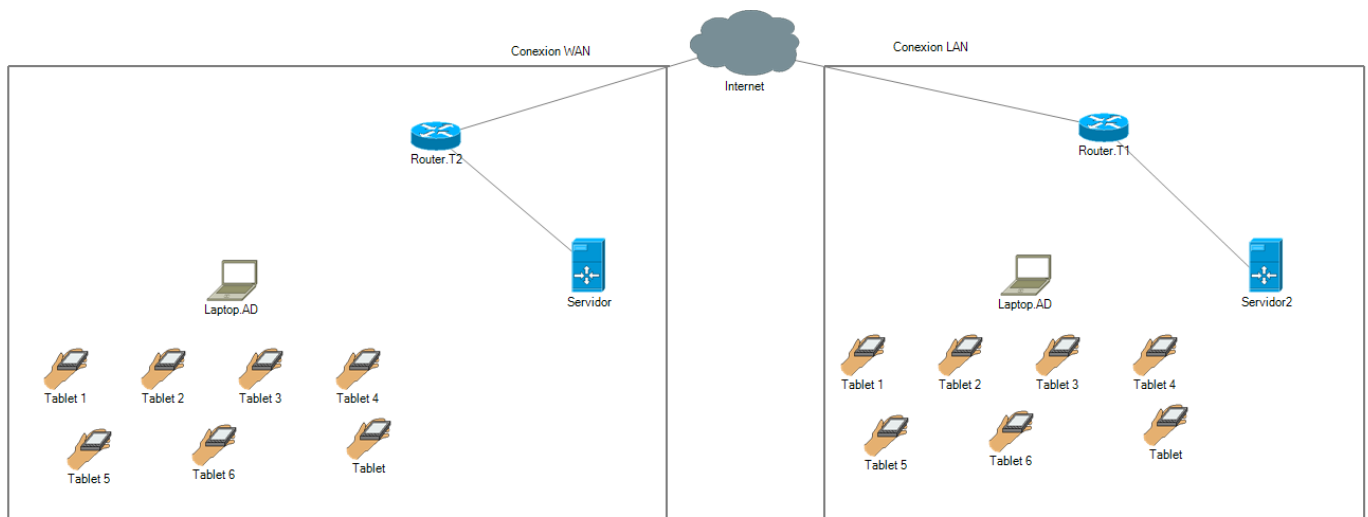 Conexion WAN
Conexion LAN
Internet
Router.T2
Router.T1
Servidor
Servidor2
Laptop.AD
Laptop.AD
Tablet 1
Tablet 2
Tablet 3
Tablet 4
Tablet 1
Tablet 2
Tablet 3
Tablet 4
Tablet 5
Tablet 6
Tablet
Tablet 5
Tablet 6
Tablet